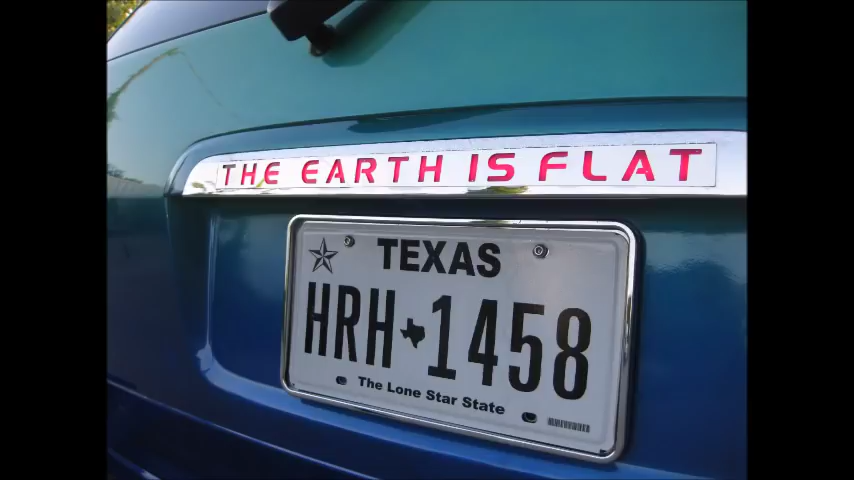 THE EARTH IS FLAT
TEXAS
HRH 1458
The Lone Star State